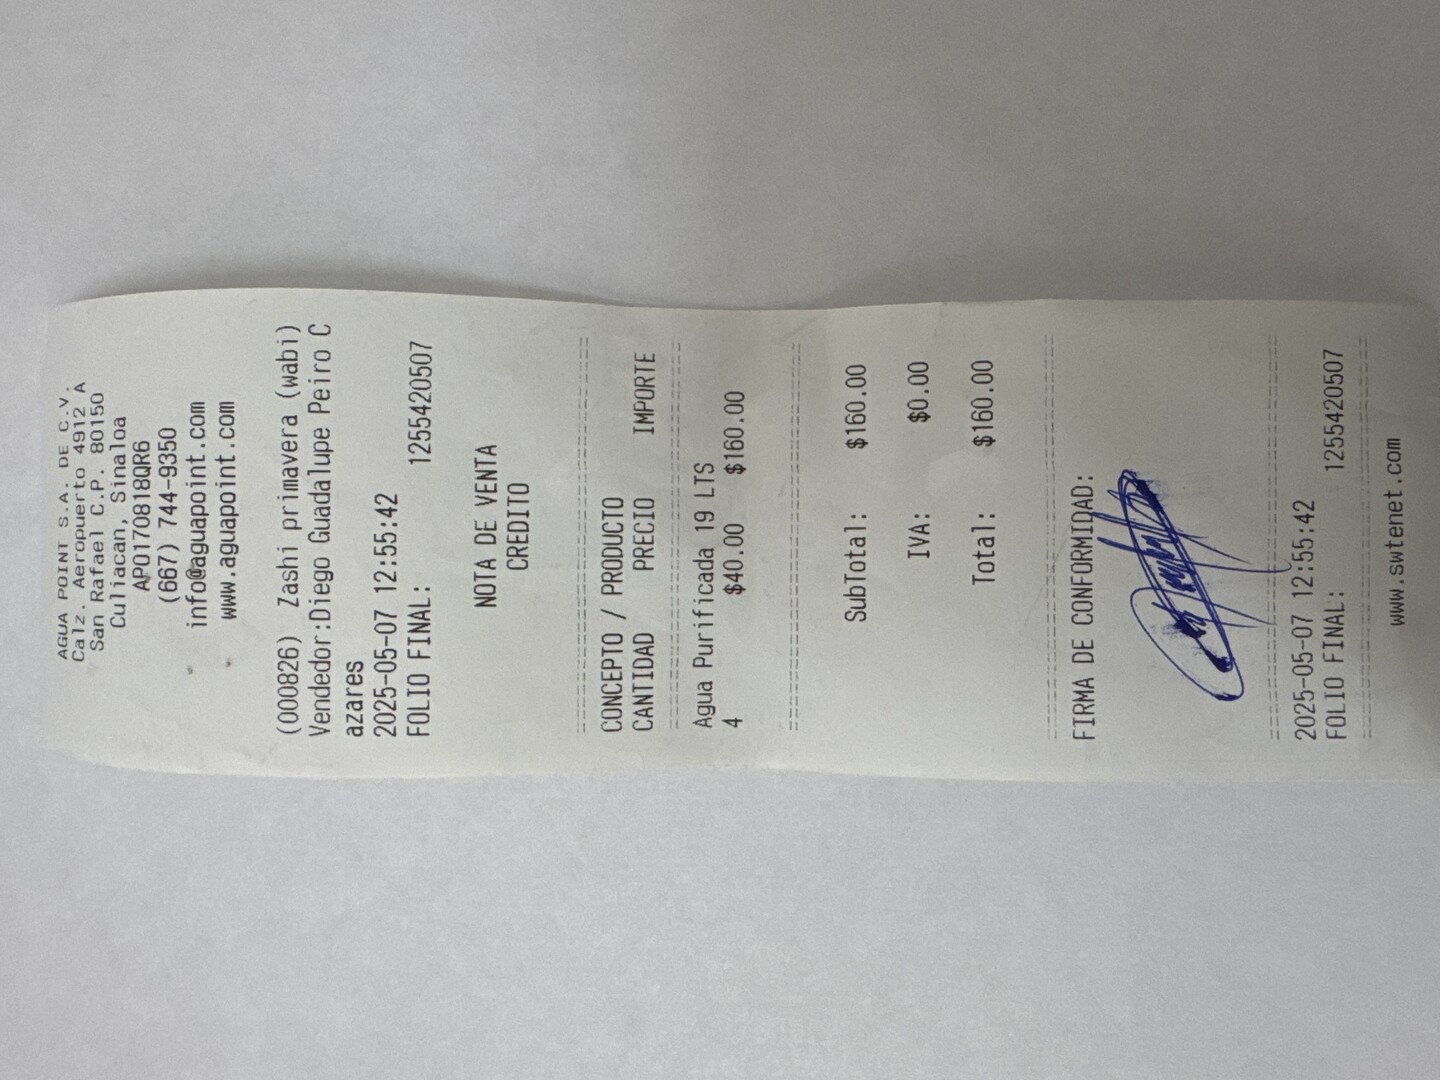 AGUA POINT S.A. DE C.V.
Calz. Aeropuerto 4912 A
San Rafael C.P. 80150
Culiacan, Sinaloa
APO170818QR6
(667) 744-9350
info@aguapoint.com
www.aguapoint.com
(000826) Zashi primavera (wabi)
Vendedor:Diego Guadalupe Peiro C
azares
2025-05-07 12:55:42
FOLIO FINAL: 1255420507
NOTA DE VENTA
CREDITO
================================
CONCEPTO / PRODUCTO
CANTIDAD PRECIO IMPORTE
================================
Agua Purificada 19 LTS
4 $40.00 $160.00
================================
SubTotal: $160.00
IVA: $0.00
Total: $160.00
================================
FIRMA DE CONFORMIDAD:
================================
2025-05-07 12:55:42
FOLIO FINAL: 1255420507
================================
www.swtenet.com